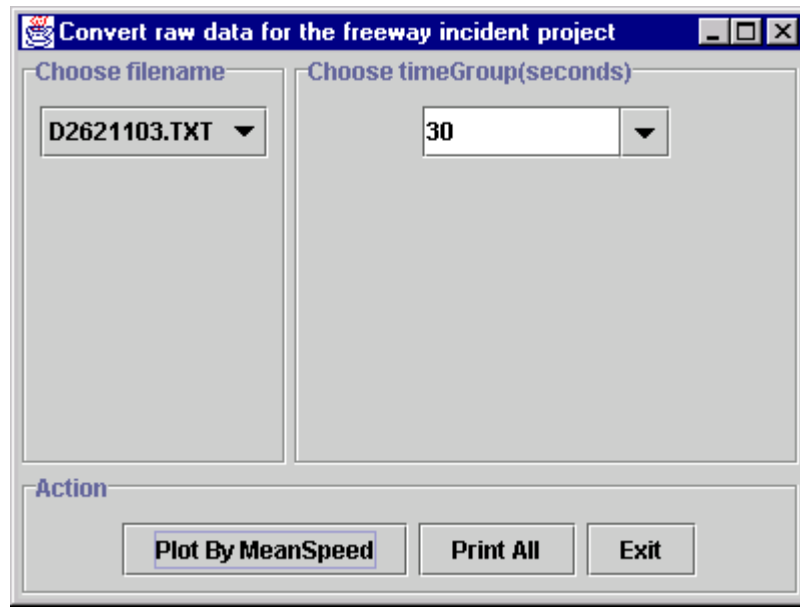 Convert raw data for the freeway incident project
Choose filename
Choose timeGroup(seconds)
D2621103.TXT
30
Action
Plot By MeanSpeed
Print All
Exit